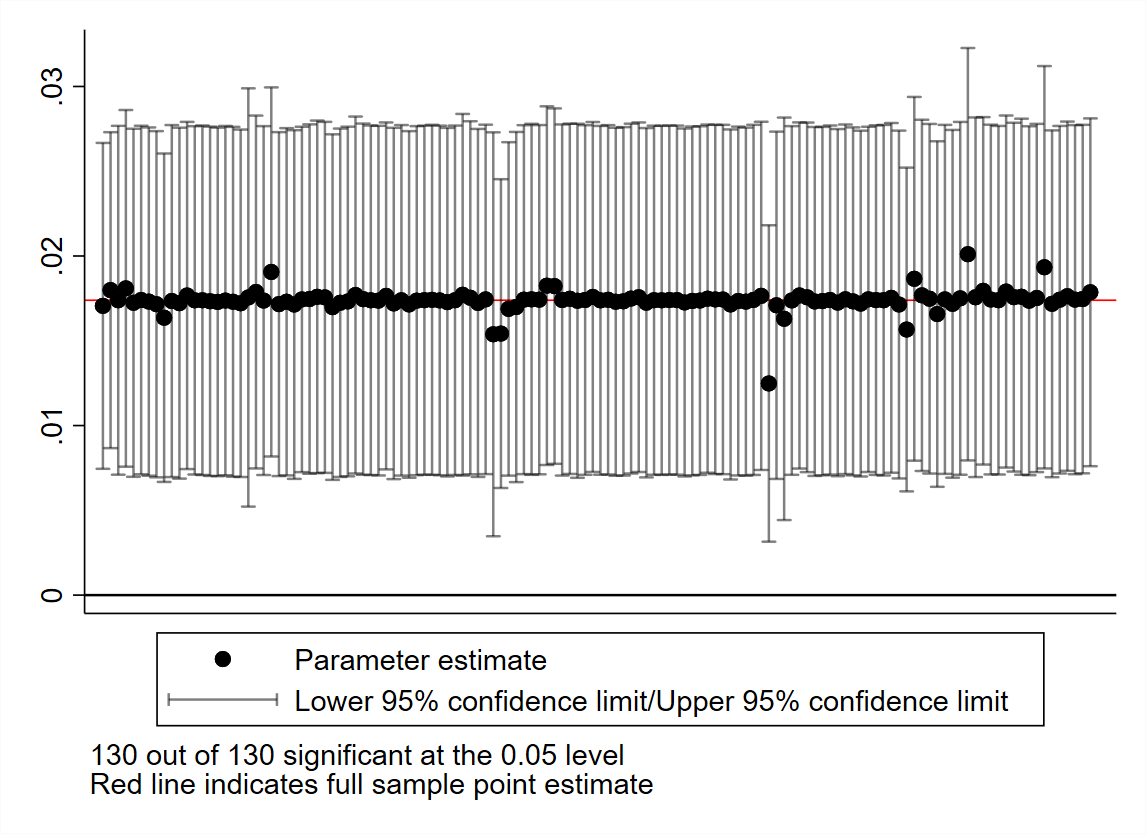 .03
.02
.01
0
Parameter estimate
Lower 95% confidence limit/Upper 95% confidence limit
130 out of 130 significant at the 0.05 level
Red line indicates full sample point estimate